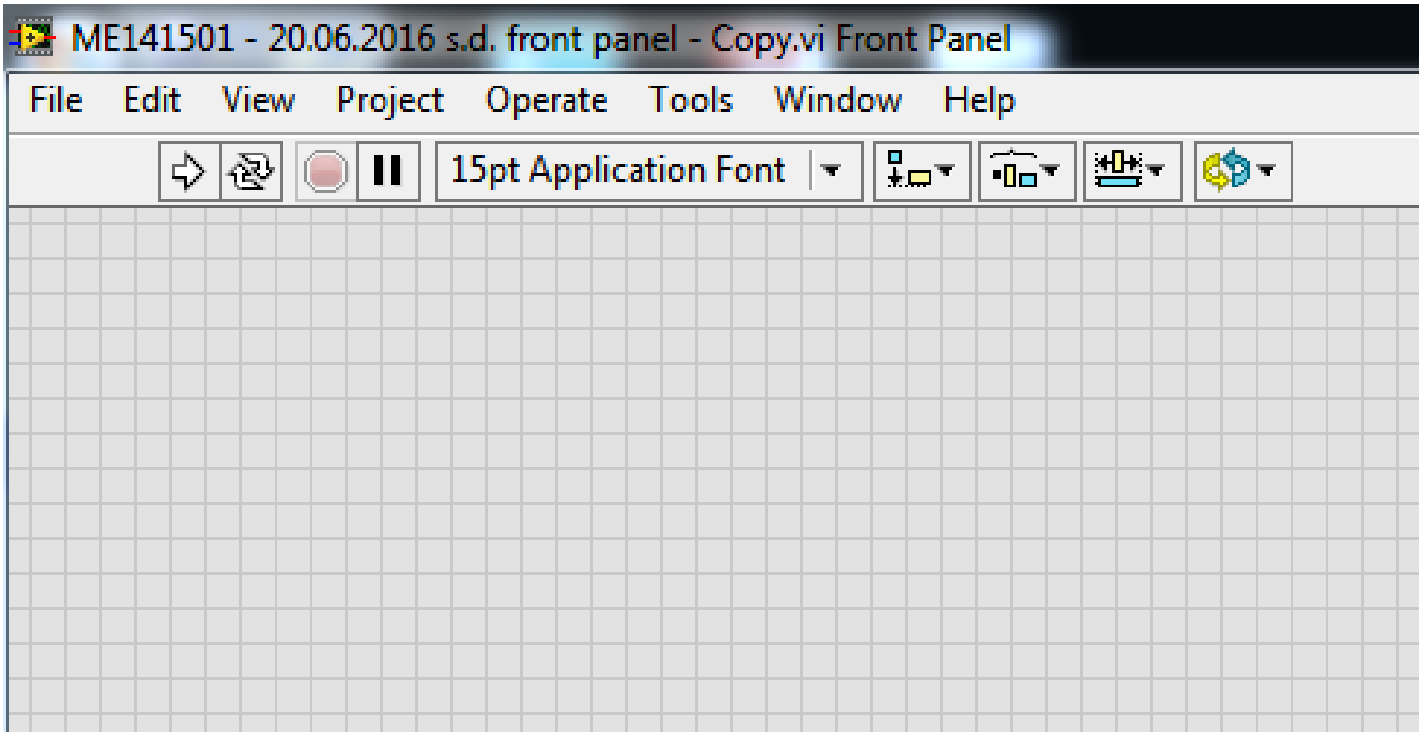 ME141501 - 20.06.2016 s.d. front panel - Copy.vi Front Panel
File Edit View Project Operate Tools Window Help
15pt Application Font